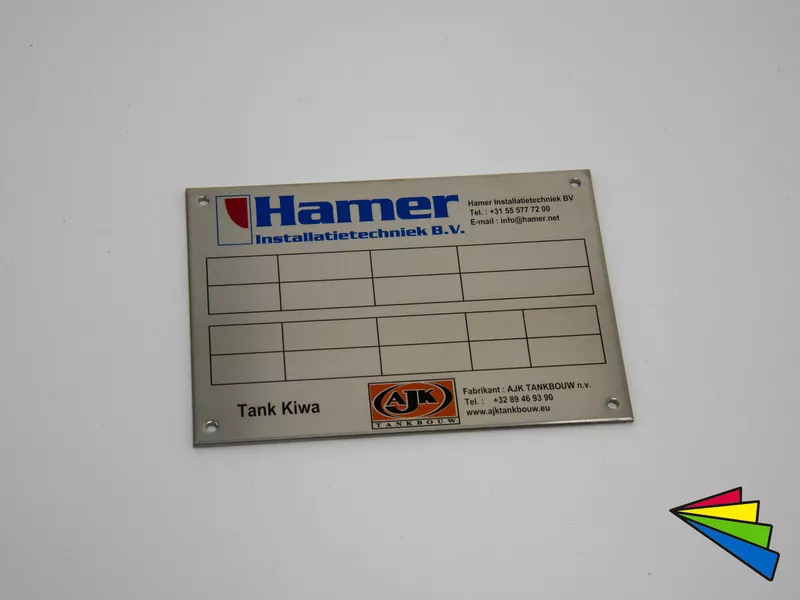 Hamer
Installatietechniek B.V.
Hamer Installatietechniek BV
Tel. : +31 55 577 72 00
E-mail : info@hamer.net
Tank Kiwa
AJK
TANKBOUW
Fabrikant : AJK TANKBOUW n.v.
Tel. : +32 89 46 93 90
www.ajktankbouw.eu